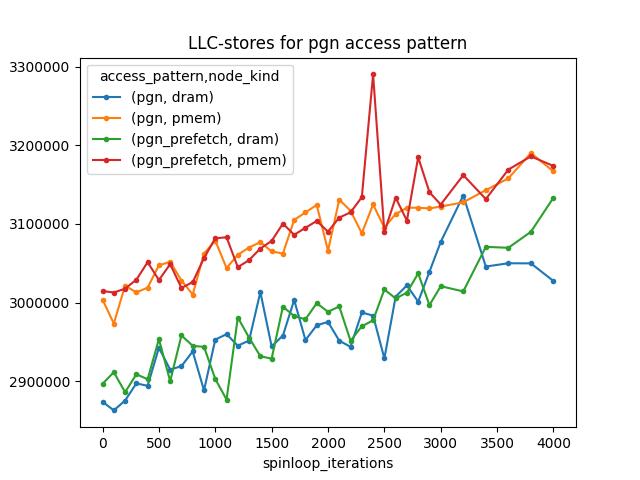 LLC-stores for pgn access pattern
3300000
3200000
3100000
3000000
2900000
access_pattern,node_kind
(pgn, dram)
(pgn, pmem)
(pgn_prefetch, dram)
(pgn_prefetch, pmem)
0 500 1000 1500 2000 2500 3000 3500 4000
spinloop_iterations